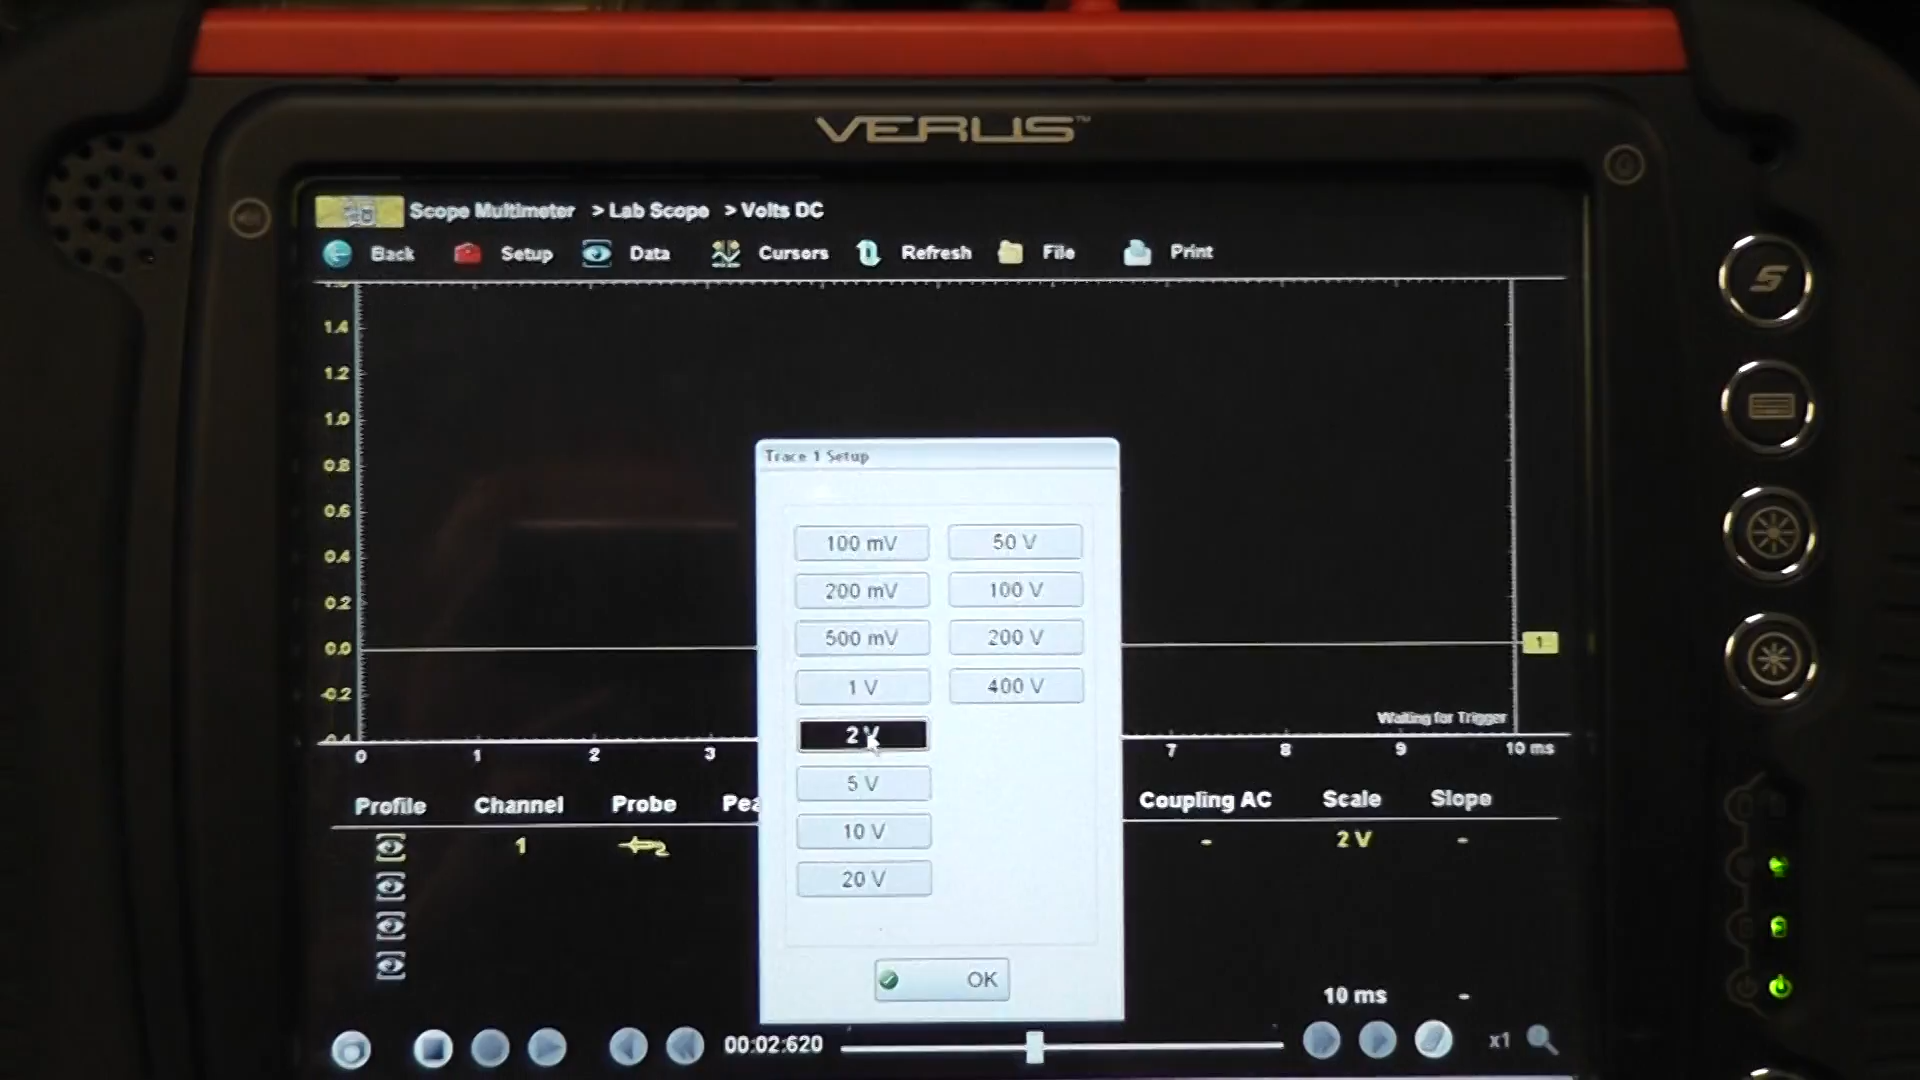 VERUS™
Scope Multimeter > Lab Scope > Volts DC
Back Setup Data Cursors Refresh File Print
1.4
1.2
1.0
0.8
0.6
0.4
0.2
0.0
-0.2
1
Waiting for Trigger
0 1 2 3 7 8 9 10 ms
Trace 1 Setup
100 mV 50 V
200 mV 100 V
500 mV 200 V
1 V 400 V
2 V
5 V
10 V
20 V
OK
Profile Channel Probe Pea Coupling AC Scale Slope
1 - 2 V -
10 ms -
00:02:620
x1